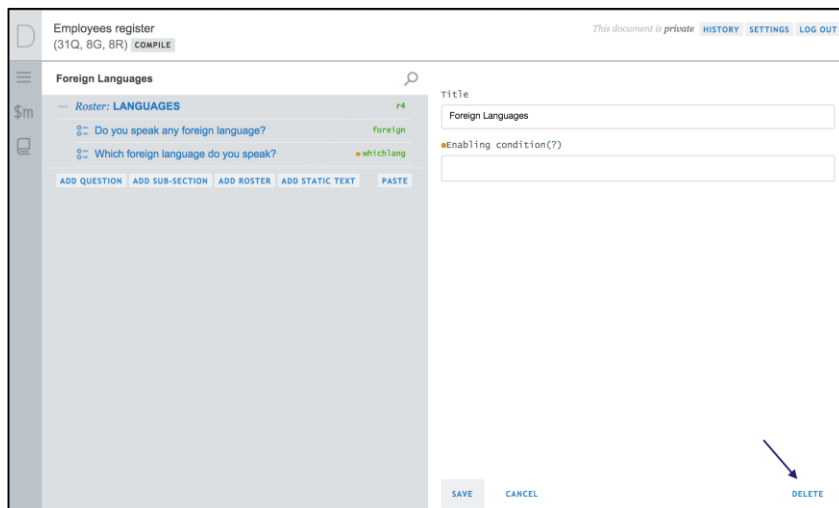 D
Employees register
(31Q, 8G, 8R) COMPILE
This document is private HISTORY SETTINGS LOG OUT
Foreign Languages
$m
— Roster: LANGUAGES r4
Do you speak any foreign language? foreign
Which foreign language do you speak? whichlang
ADD QUESTION ADD SUB-SECTION ADD ROSTER ADD STATIC TEXT PASTE
Title
Foreign Languages
Enabling condition(?)
SAVE CANCEL DELETE